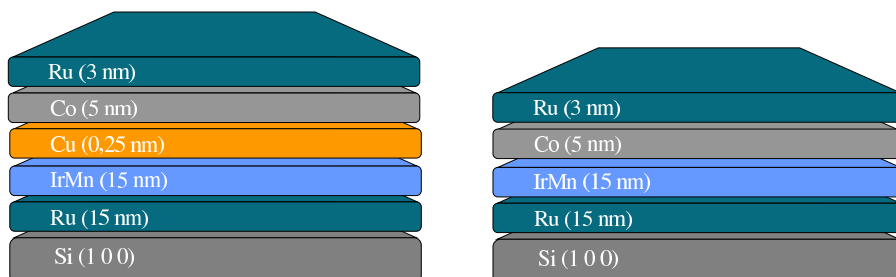 Ru (3 nm)
Co (5 nm)
Cu (0,25 nm)
IrMn (15 nm)
Ru (15 nm)
Si (1 0 0)
Ru (3 nm)
Co (5 nm)
IrMn (15 nm)
Ru (15 nm)
Si (1 0 0)